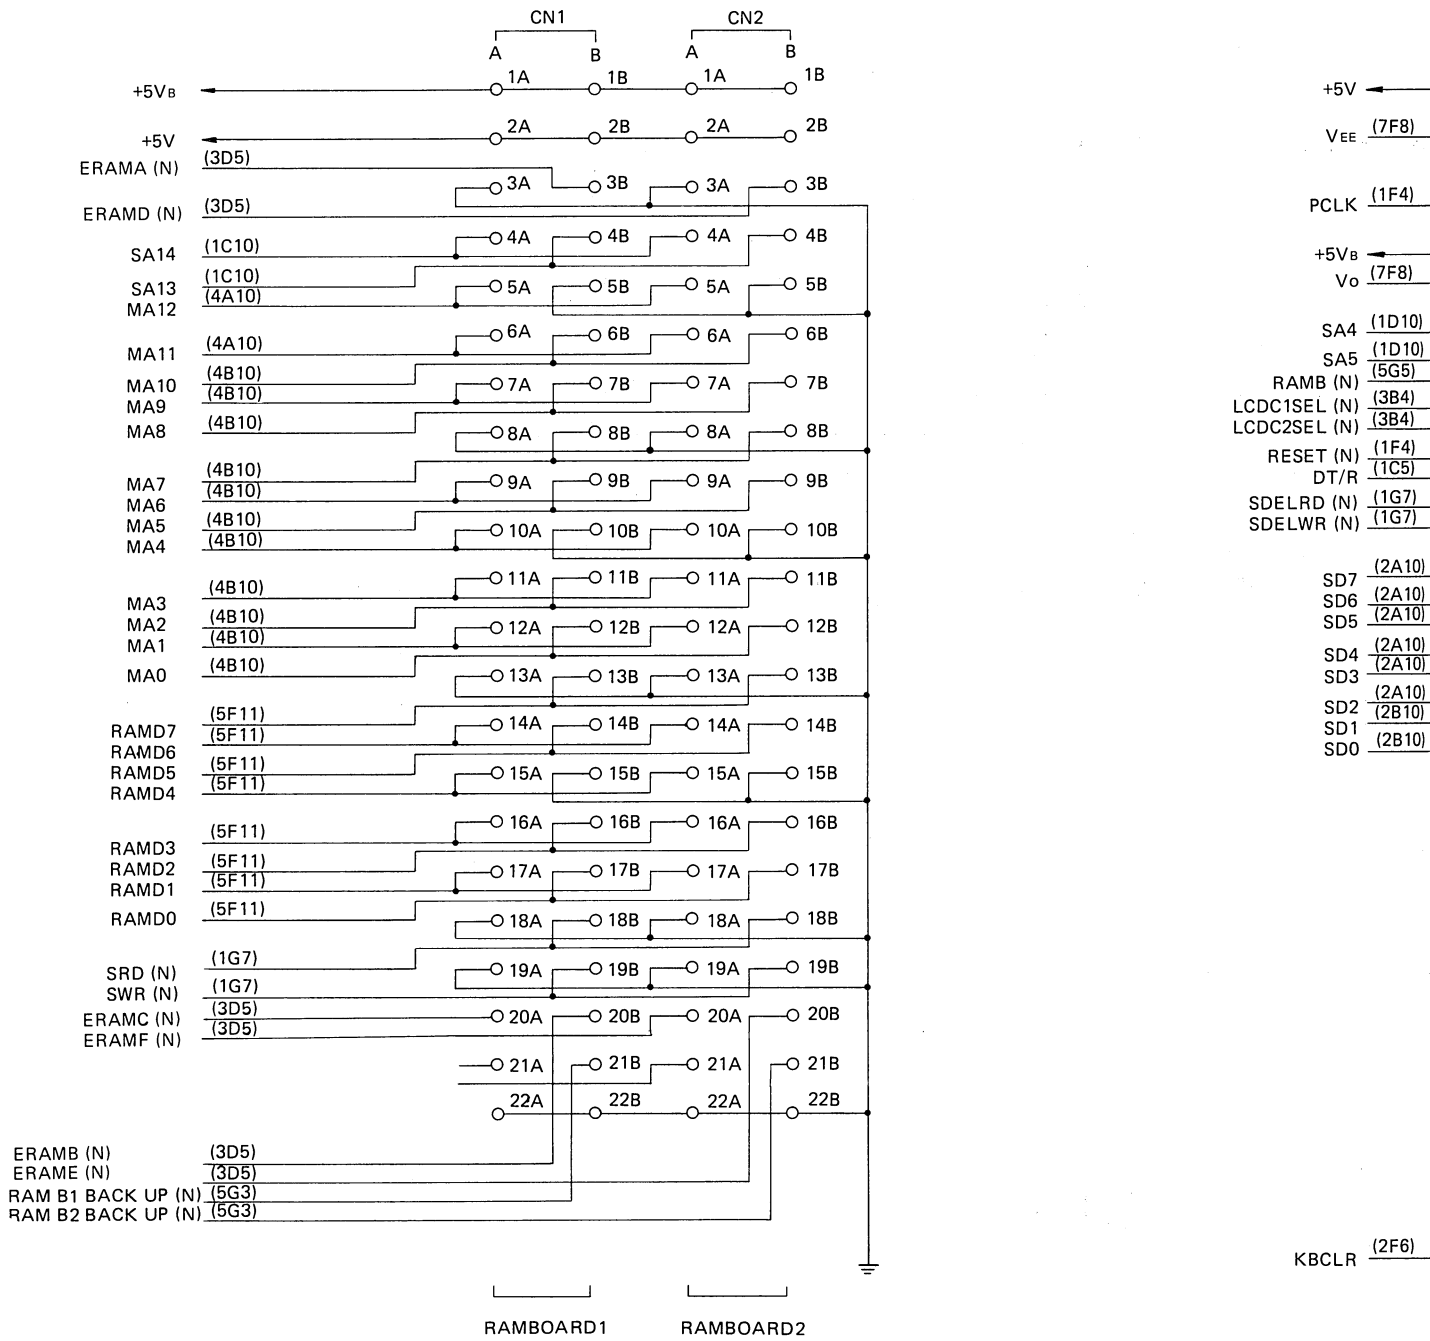 CN1 CN2
A B A B
+5VB 1A 1B 1A 1B
+5V 2A 2B 2A 2B
ERAMA (N) (3D5)
3A 3B 3A 3B
ERAMD (N) (3D5)
SA14 (1C10) 4A 4B 4A 4B
SA13 (1C10)
MA12 (4A10) 5A 5B 5A 5B
MA11 (4A10) 6A 6B 6A 6B
MA10 (4B10)
MA9 (4B10) 7A 7B 7A 7B
MA8 (4B10)
8A 8B 8A 8B
MA7 (4B10)
MA6 (4B10) 9A 9B 9A 9B
MA5 (4B10)
MA4 (4B10) 10A 10B 10A 10B
MA3 (4B10) 11A 11B 11A 11B
MA2 (4B10)
MA1 (4B10) 12A 12B 12A 12B
MA0 (4B10)
13A 13B 13A 13B
RAMD7 (5F11)
RAMD6 (5F11) 14A 14B 14A 14B
RAMD5 (5F11)
RAMD4 (5F11) 15A 15B 15A 15B
RAMD3 (5F11) 16A 16B 16A 16B
RAMD2 (5F11)
RAMD1 (5F11) 17A 17B 17A 17B
RAMD0 (5F11)
18A 18B 18A 18B
SRD (N) (1G7)
19A 19B 19A 19B
SWR (N) (1G7)
ERAMC (N) (3D5) 20A 20B 20A 20B
ERAMF (N) (3D5)
21A 21B 21A 21B
22A 22B 22A 22B
ERAMB (N) (3D5)
ERAME (N) (3D5)
RAM B1 BACK UP (N) (5G3)
RAM B2 BACK UP (N) (5G3)
RAMBOARD1 RAMBOARD2
+5V
VEE (7F8)
PCLK (1F4)
+5VB
Vo (7F8)
SA4 (1D10)
SA5 (1D10)
RAMB (N) (5G5)
LCDC1SEL (N) (3B4)
LCDC2SEL (N) (3B4)
RESET (N) (1F4)
DT/R (1C5)
SDELRD (N) (1G7)
SDELWR (N) (1G7)
SD7 (2A10)
SD6 (2A10)
SD5 (2A10)
SD4 (2A10)
SD3 (2A10)
SD2 (2A10)
SD1 (2B10)
SD0 (2B10)
KBCLR (2F6)